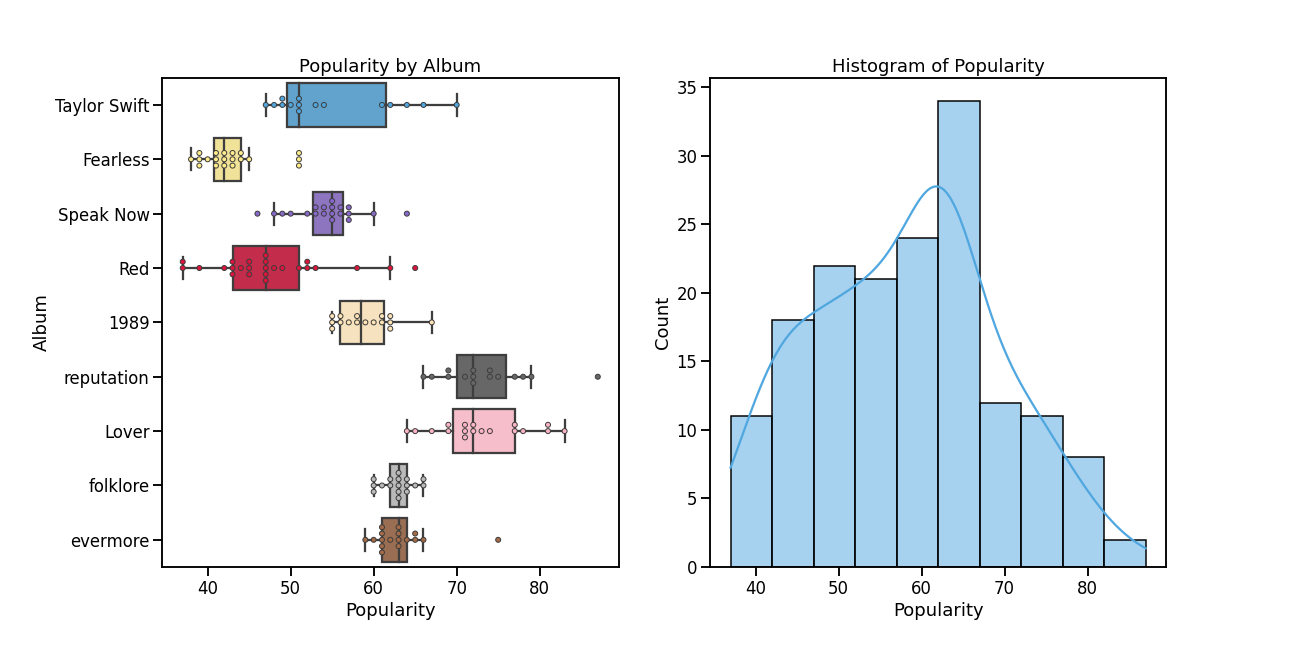 Popularity by Album
Album
Taylor Swift
Fearless
Speak Now
Red
1989
reputation
Lover
folklore
evermore
40 50 60 70 80
Popularity
Histogram of Popularity
Count
35
30
25
20
15
10
5
0
40 50 60 70 80
Popularity